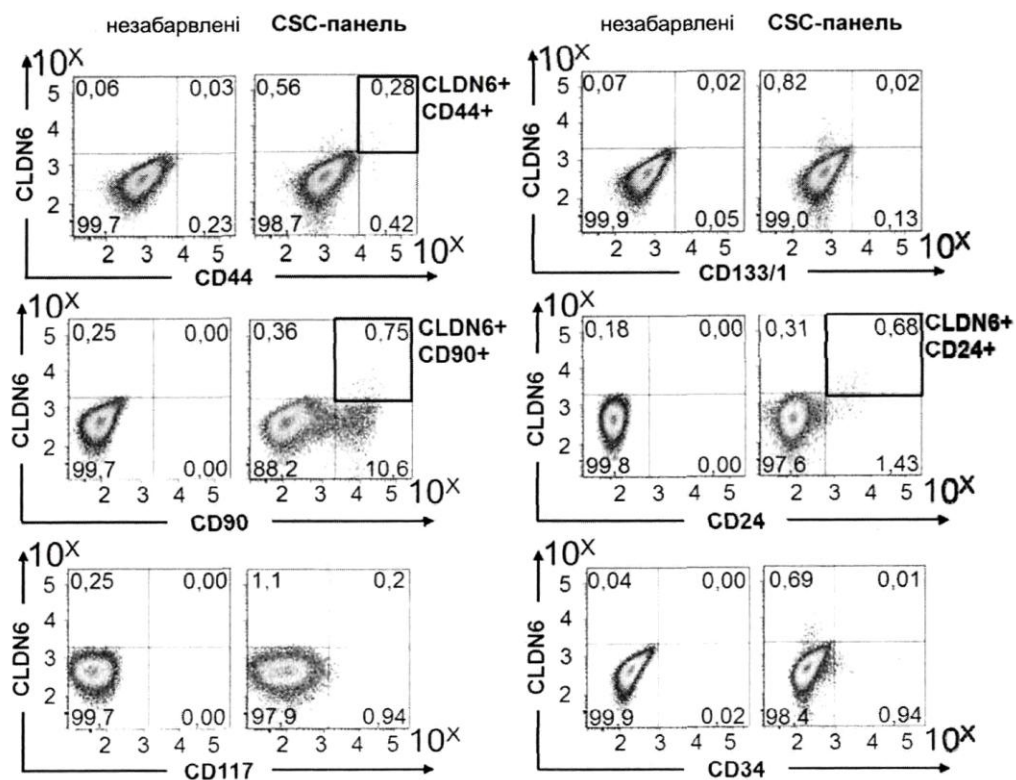 незабарвлені CSC-панель незабарвлені CSC-панель
10X 10X
CLDN6 5 4 3 2 0,06 0,03 0,56 0,28 CLDN6+ CD44+
99,7 0,23 98,7 0,42
2 3 4 5 2 3 4 5 10X
CD44
CLDN6 5 4 3 2 0,07 0,02 0,82 0,02
99,9 0,05 99,0 0,13
2 3 4 5 2 3 4 5 10X
CD133/1
10X 10X
CLDN6 5 4 3 2 0,25 0,00 0,36 0,75 CLDN6+ CD90+
99,7 0,00 88,2 10,6
2 3 4 5 2 3 4 5 10X
CD90
CLDN6 5 4 3 2 0,18 0,00 0,31 0,68 CLDN6+ CD24+
99,8 0,00 97,6 1,43
2 3 4 5 2 3 4 5 10X
CD24
10X 10X
CLDN6 5 4 3 2 0,25 0,00 1,1 0,2
99,7 0,00 97,9 0,94
2 3 4 5 2 3 4 5 10X
CD117
CLDN6 5 4 3 2 0,04 0,00 0,69 0,01
99,9 0,02 98,4 0,94
2 3 4 5 2 3 4 5 10X
CD34